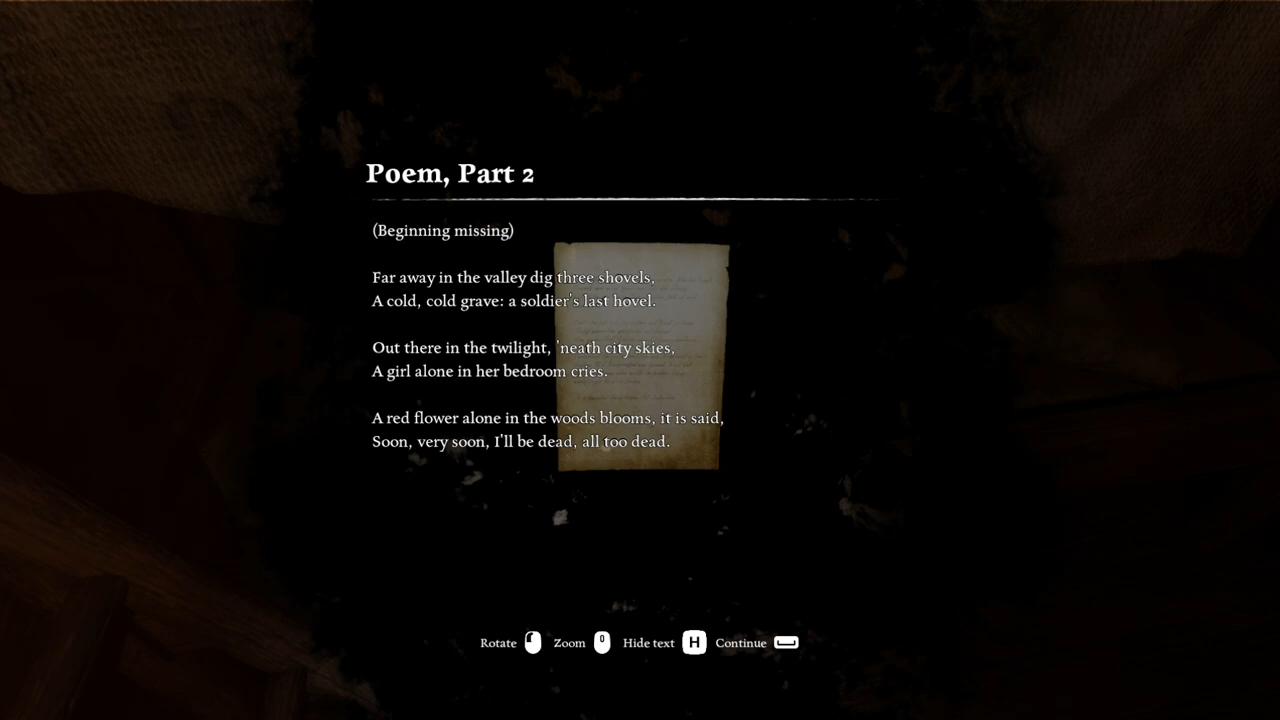 Poem, Part 2
(Beginning missing)
Far away in the valley dig three shovels,
A cold, cold grave: a soldier's last hovel.
Out there in the twilight, 'neath city skies,
A girl alone in her bedroom cries.
A red flower alone in the woods blooms, it is said,
Soon, very soon, I'll be dead, all too dead.
Rotate Zoom 0 Hide text H Continue